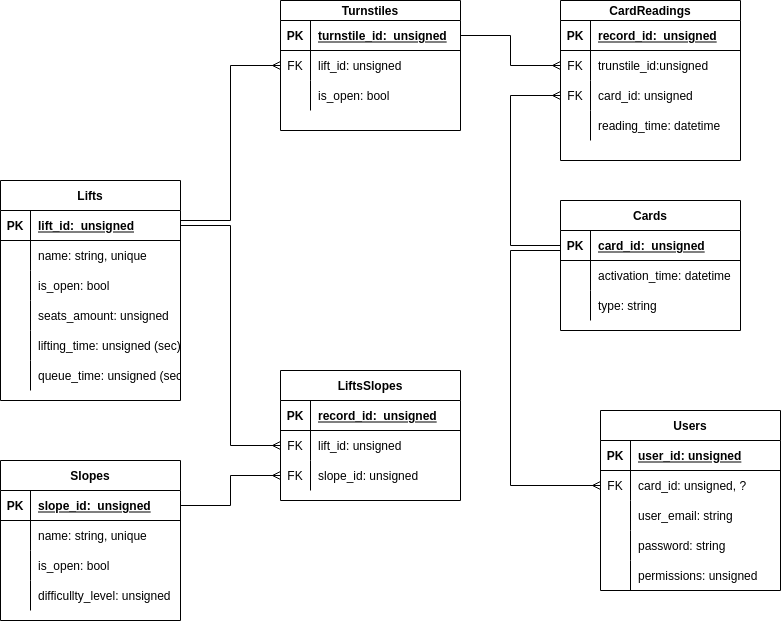 Turnstiles
PK turnstile_id: unsigned
FK lift_id: unsigned
is_open: bool
CardReadings
PK record_id: unsigned
FK trunstile_id:unsigned
FK card_id: unsigned
reading_time: datetime
Lifts
PK lift_id: unsigned
name: string, unique
is_open: bool
seats_amount: unsigned
lifting_time: unsigned (sec)
queue_time: unsigned (sec
Cards
PK card_id: unsigned
activation_time: datetime
type: string
LiftsSlopes
PK record_id: unsigned
FK lift_id: unsigned
FK slope_id: unsigned
Users
PK user_id: unsigned
FK card_id: unsigned, ?
user_email: string
password: string
permissions: unsigned
Slopes
PK slope_id: unsigned
name: string, unique
is_open: bool
difficullty_level: unsigned